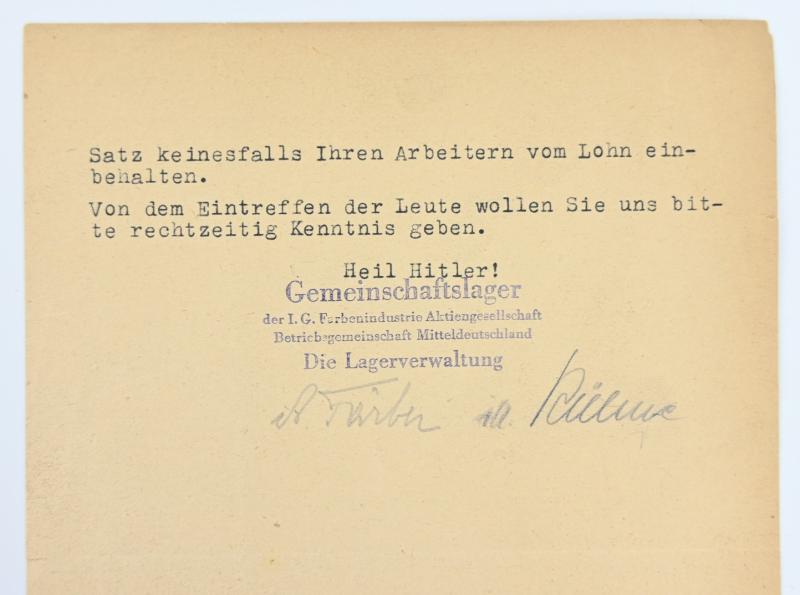 Satz keinesfalls Ihren Arbeitern vom Lohn ein-
behalten.
Von dem Eintreffen der Leute wollen Sie uns bit-
te rechtzeitig Kenntnis geben.
Heil Hitler!
Gemeinschaftslager
der I. G. Farbenindustrie Aktiengesellschaft
Betriebsgemeinschaft Mitteldeutschland
Die Lagerverwaltung